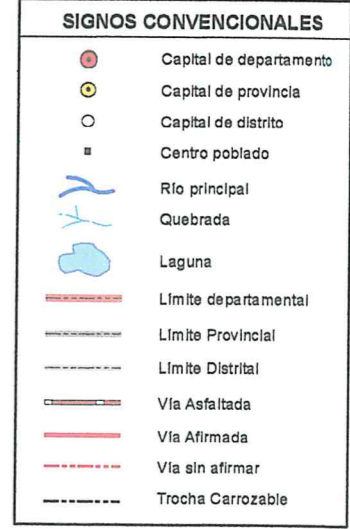 SIGNOS CONVENCIONALES
Capital de departamento
Capital de provincia
Capital de distrito
Centro poblado
Río principal
Quebrada
Laguna
Límite departamental
Límite Provincial
Límite Distrital
Vía Asfaltada
Vía Afirmada
Vía sin afirmar
Trocha Carrozable